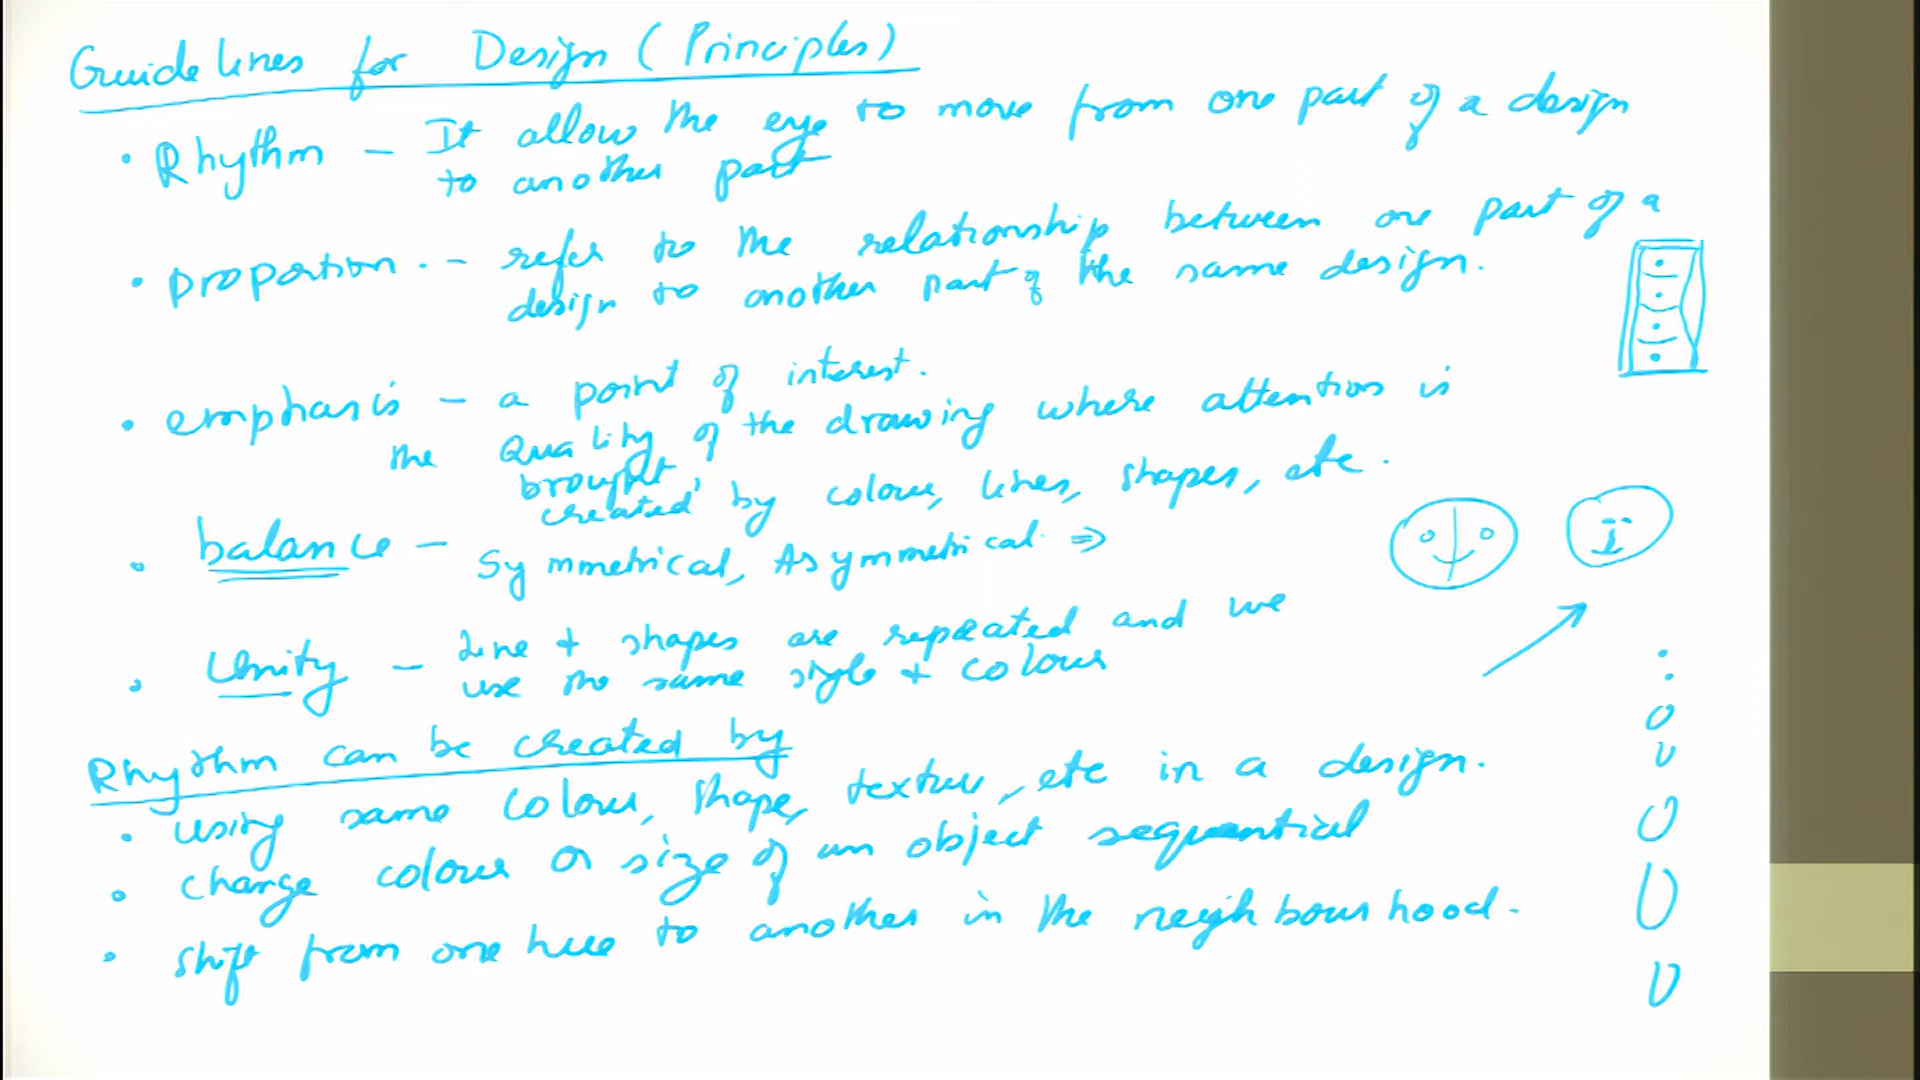 Guidelines for Design (Principles)
• Rhythm – It allow the eye to move from one part of a design
to another part
• proportion. – refer to the relationship between one part of a
design to another part of the same design.
• emphasis – a point of interest.
the Quality of the drawing where attention is
brought,
created by colour, lines, shapes, etc.
• balance – Symmetrical, Asymmetrical ⇒
• Unity – Line + shapes are repeated and we
use the same style + colour
Rhythm can be created by
• using same colour, shape, texture, etc in a design.
• change colour or size of an object sequential
• shift from one hue to another in the neighbourhood.